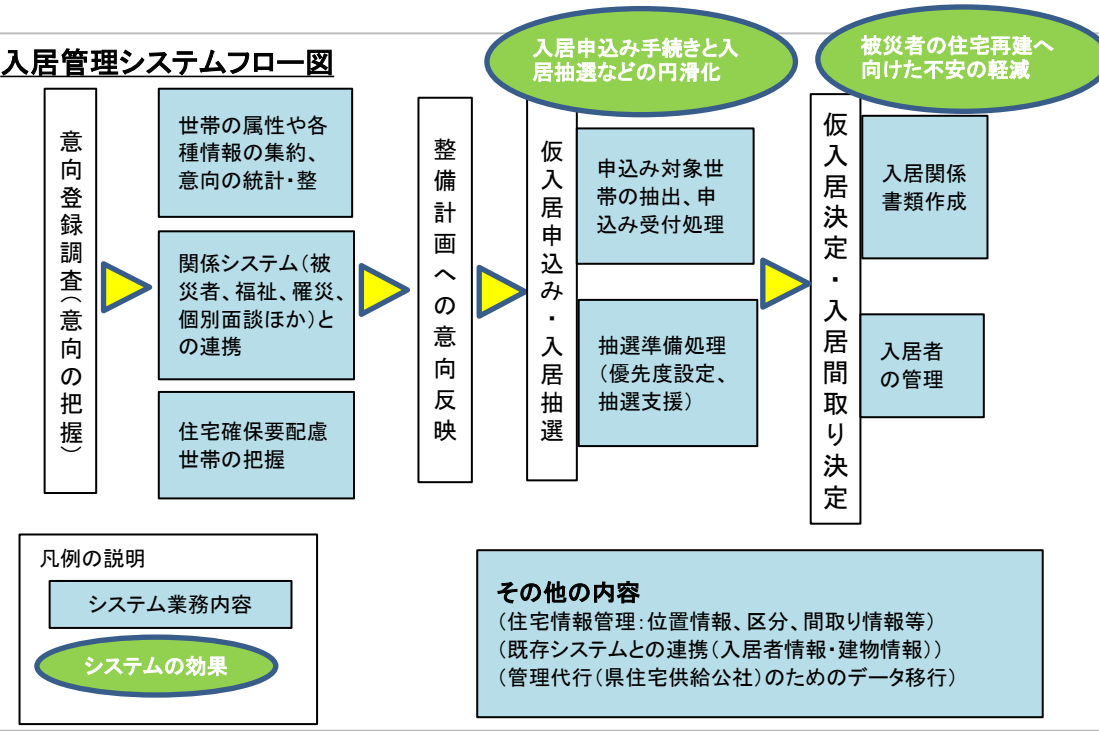 入居管理システムフロー図
入居申込み手続きと入
居抽選などの円滑化
被災者の住宅再建へ
向けた不安の軽減
意向登録調査（意向の把握）
世帯の属性や各
種情報の集約、
意向の統計・整
関係システム（被
災者、福祉、罹災、
個別面談ほか）と
の連携
住宅確保要配慮
世帯の把握
整備計画への意向反映
仮入居申込み・入居抽選
申込み対象世
帯の抽出、申
込み受付処理
抽選準備処理
（優先度設定、
抽選支援）
仮入居決定・入居間取り決定
入居関係
書類作成
入居者
の管理
凡例の説明
システム業務内容
システムの効果
その他の内容
（住宅情報管理：位置情報、区分、間取り情報等）
（既存システムとの連携（入居者情報・建物情報））
（管理代行（県住宅供給公社）のためのデータ移行）